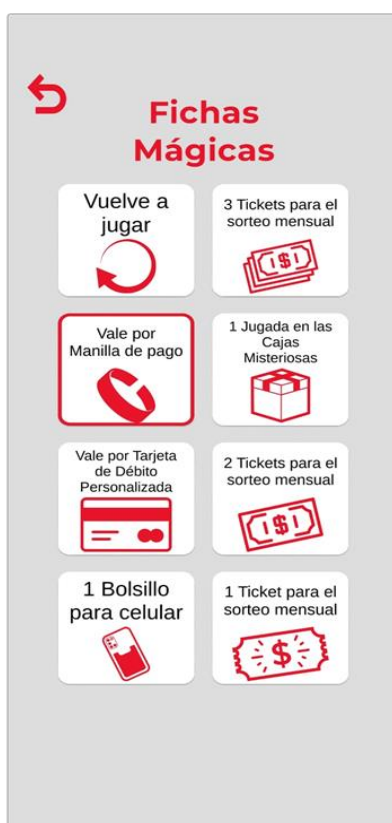 Fichas
Mágicas
Vuelve a
jugar
3 Tickets para el
sorteo mensual
Vale por
Manilla de pago
1 Jugada en las
Cajas
Misteriosas
Vale por Tarjeta
de Débito
Personalizada
2 Tickets para el
sorteo mensual
1 Bolsillo
para celular
1 Ticket para el
sorteo mensual